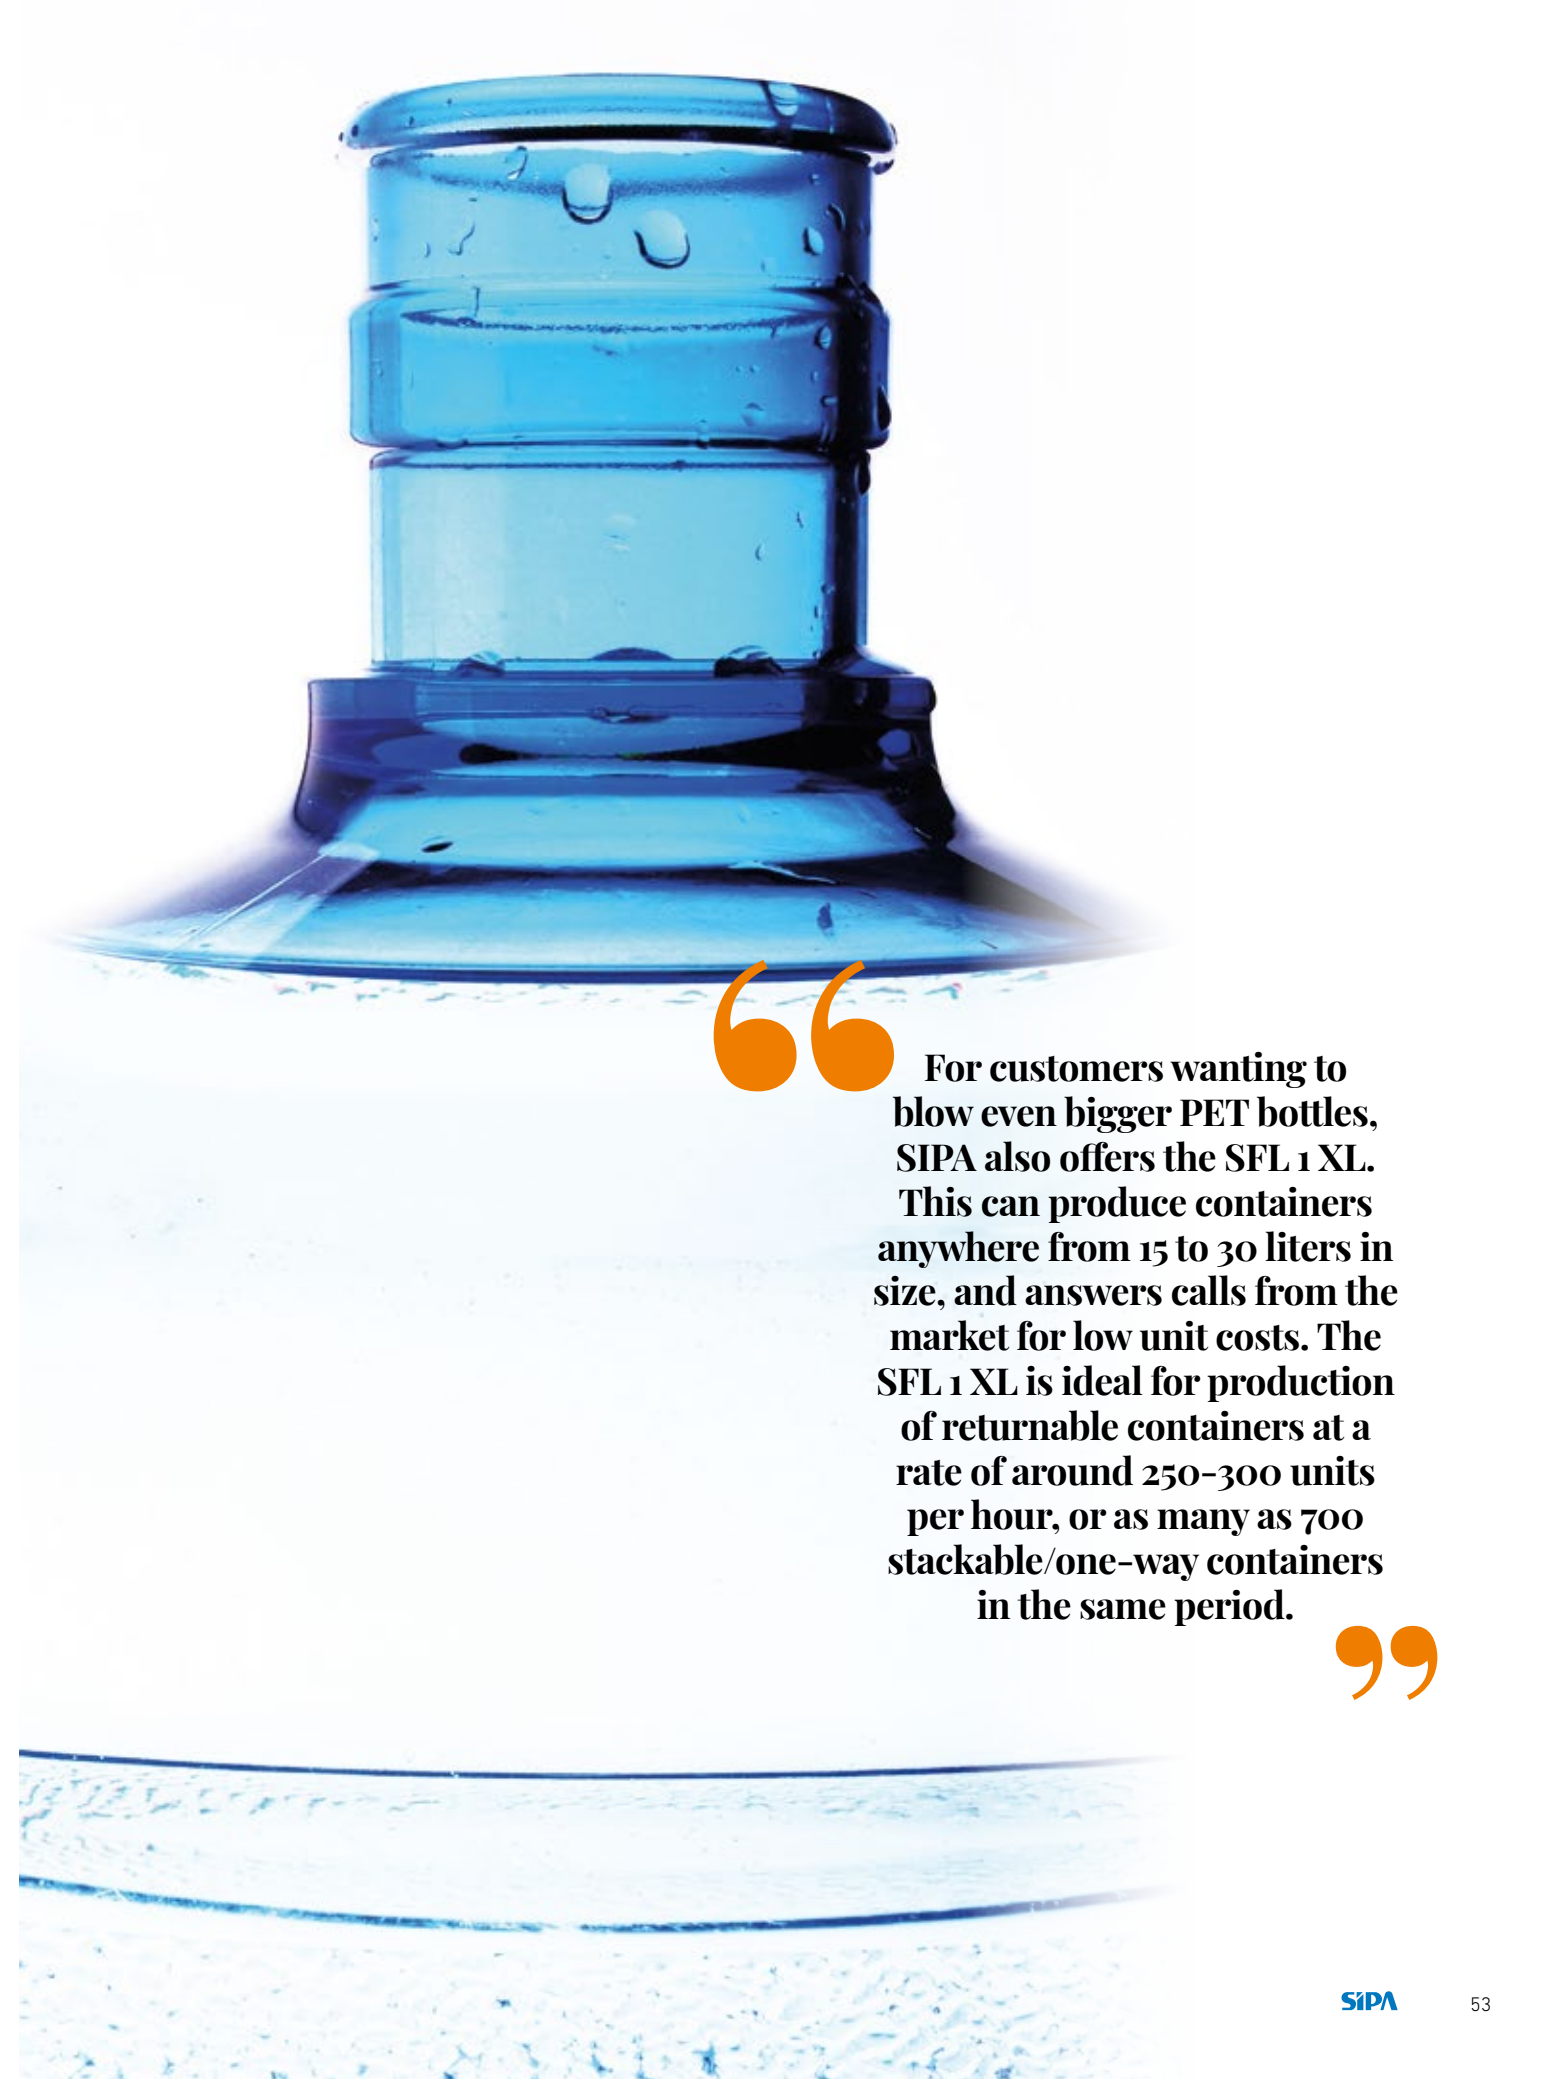 “
For customers wanting to
blow even bigger PET bottles,
SIPA also offers the SFL 1 XL.
This can produce containers
anywhere from 15 to 30 liters in
size, and answers calls from the
market for low unit costs. The
SFL 1 XL is ideal for production
of returnable containers at a
rate of around 250-300 units
per hour, or as many as 700
stackable/one-way containers
in the same period.
”
SIPA 53